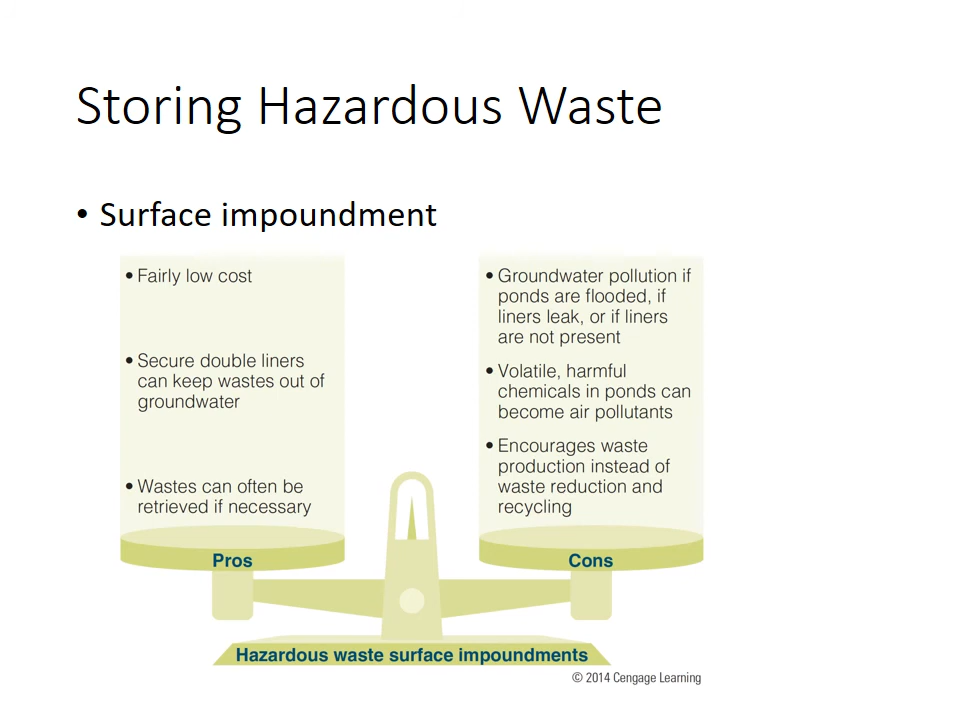 Storing Hazardous Waste
• Surface impoundment
• Fairly low cost
• Secure double liners
can keep wastes out of
groundwater
• Wastes can often be
retrieved if necessary
Pros
• Groundwater pollution if
ponds are flooded, if
liners leak, or if liners
are not present
• Volatile, harmful
chemicals in ponds can
become air pollutants
• Encourages waste
production instead of
waste reduction and
recycling
Cons
Hazardous waste surface impoundments
© 2014 Cengage Learning